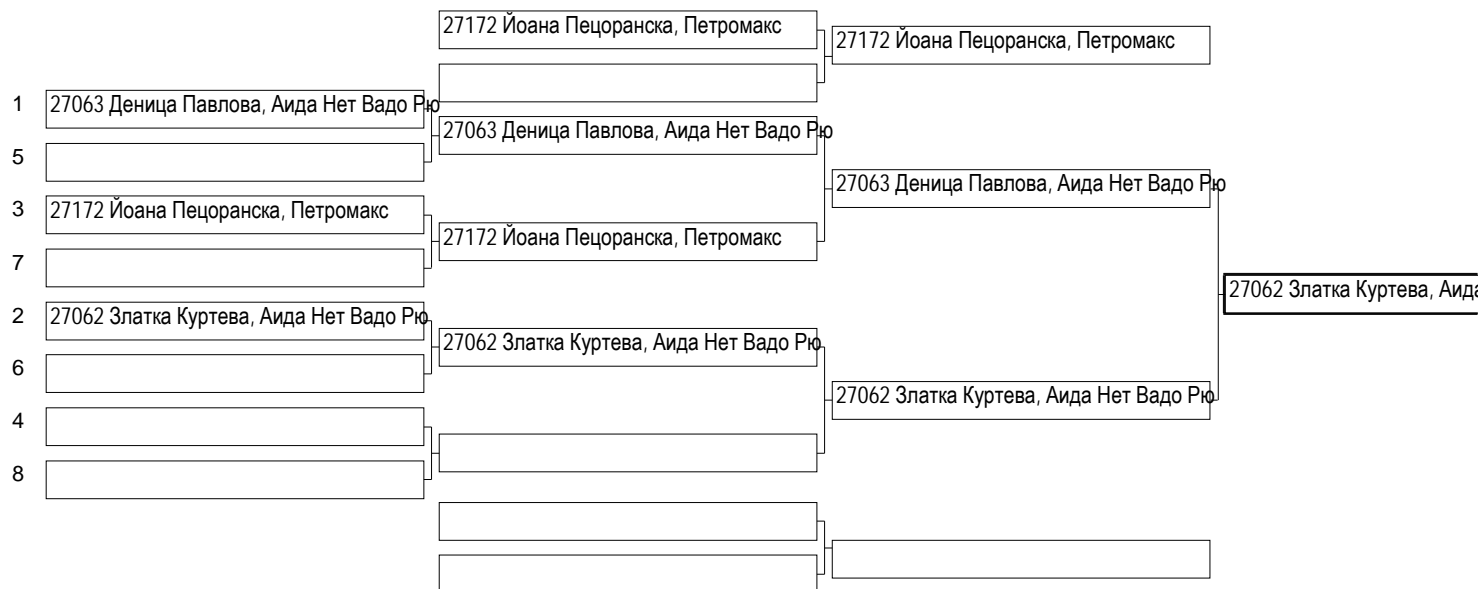 27172 Йоана Пецоранска, Петромакс
27172 Йоана Пецоранска, Петромакс
1 27063 Деница Павлова, Аида Нет Вадо Рю
27063 Деница Павлова, Аида Нет Вадо Рю
5
27063 Деница Павлова, Аида Нет Вадо Рю
3 27172 Йоана Пецоранска, Петромакс
27172 Йоана Пецоранска, Петромакс
7
27062 Златка Куртева, Аида
2 27062 Златка Куртева, Аида Нет Вадо Рю
27062 Златка Куртева, Аида Нет Вадо Рю
6
27062 Златка Куртева, Аида Нет Вадо Рю
4
8